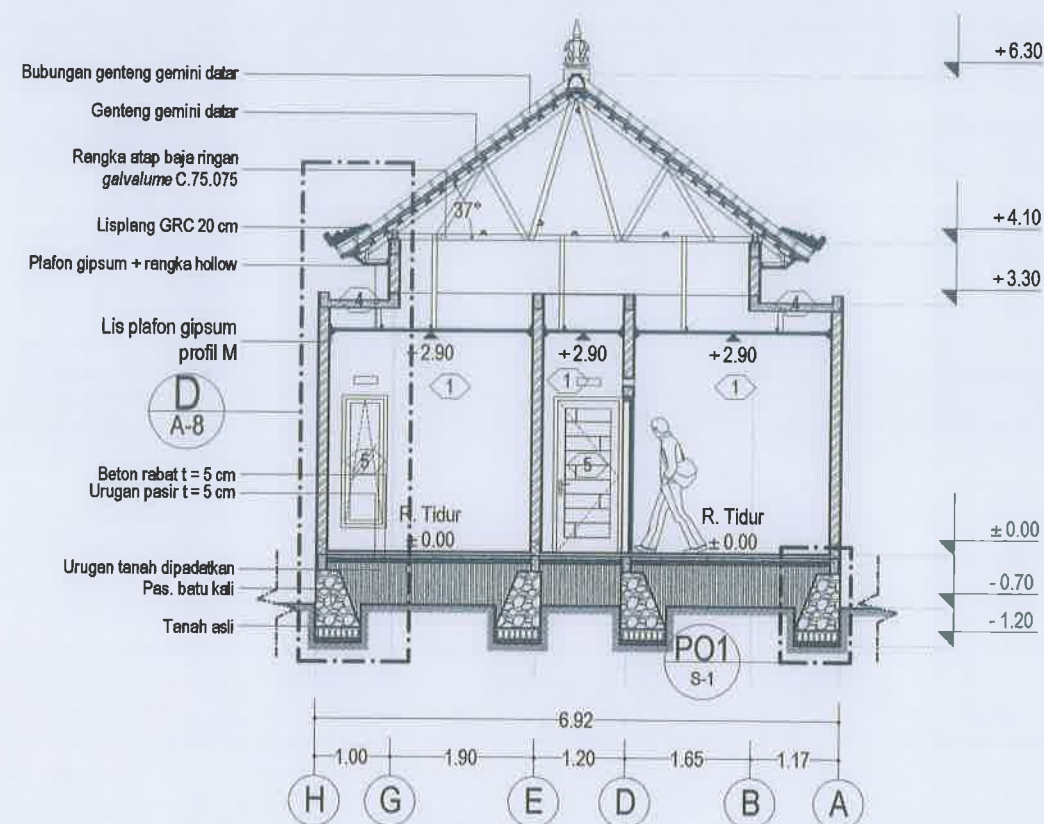 +6.30
Bubungan genteng gemini datar
Genteng gemini datar
Rangka atap baja ringan
galvalume C.75.075
37°
Lisplang GRC 20 cm
+4.10
Plafon gipsum + rangka hollow
+3.30
4
4
Lis plafon gipsum
profil M
+2.90
+2.90
+2.90
1
1
1
D
A-8
5
5
Beton rabat t = 5 cm
Urugan pasir t = 5 cm
R. Tidur
± 0.00
R. Tidur
± 0.00
± 0.00
Urugan tanah dipadatkan
Pas. batu kali
- 0.70
Tanah asli
- 1.20
PO1
S-1
6.92
1.00
1.90
1.20
1.65
1.17
H
G
E
D
B
A